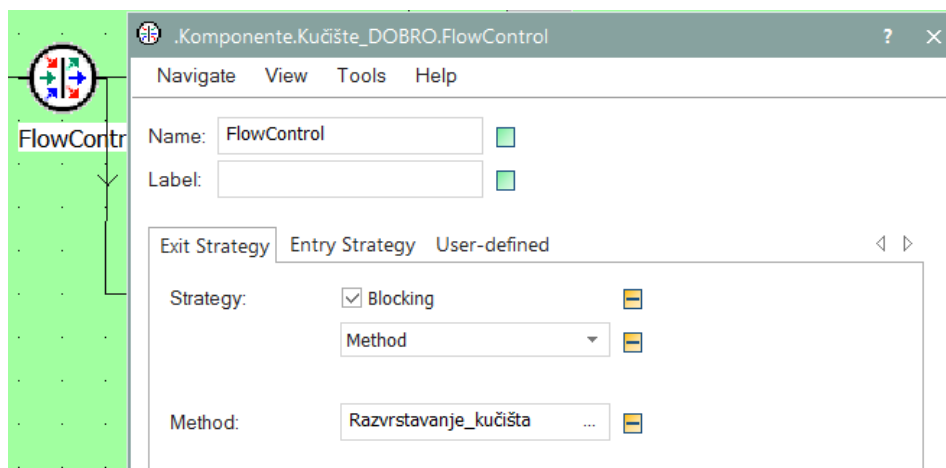 .Komponente.Kučište_DOBRO.FlowControl ?
Navigate View Tools Help
FlowContr
Name: FlowControl
Label:
Exit Strategy Entry Strategy User-defined
Strategy: Blocking
Method
Method: Razvrstavanje_kučišta ...